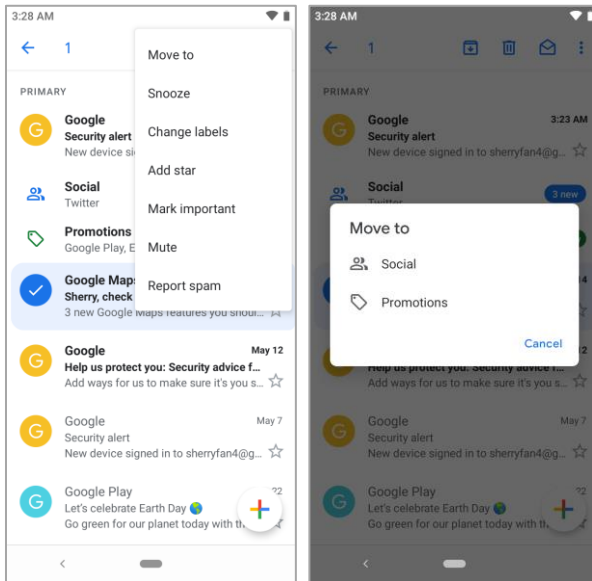 3:28 AM
1
Move to
Snooze
Change labels
Add star
Mark important
Mute
Report spam
PRIMARY
G
Google
Security alert
New device si
Social
Twitter
Promotions
Google Play, E
Google Maps
Sherry, check
3 new Google Maps features you shoul...
G
Google
May 12
Help us protect you: Security advice f...
Add ways for us to make sure it's you s...
G
Google
May 7
Security alert
New device signed in to sherryfan4@g...
G
Google Play
22
Let's celebrate Earth Day
Go green for our planet today with th
3:28 AM
1
PRIMARY
G
Google
3:23 AM
Security alert
New device signed in to sherryfan4@g...
Social
Twitter
3 new
Move to
Social
Promotions
Cancel
14
12
Help us protect you: Security advice f...
Add ways for us to make sure it's you s...
G
Google
May 7
Security alert
New device signed in to sherryfan4@g...
G
Google Play
22
Let's celebrate Earth Day
Go green for our planet today with th